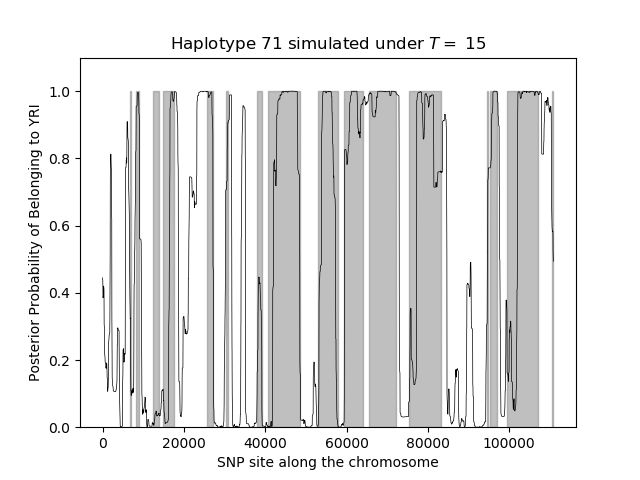 Haplotype 71 simulated under T = 15
Posterior Probability of Belonging to YRI
1.0
0.8
0.6
0.4
0.2
0.0
0 20000 40000 60000 80000 100000
SNP site along the chromosome